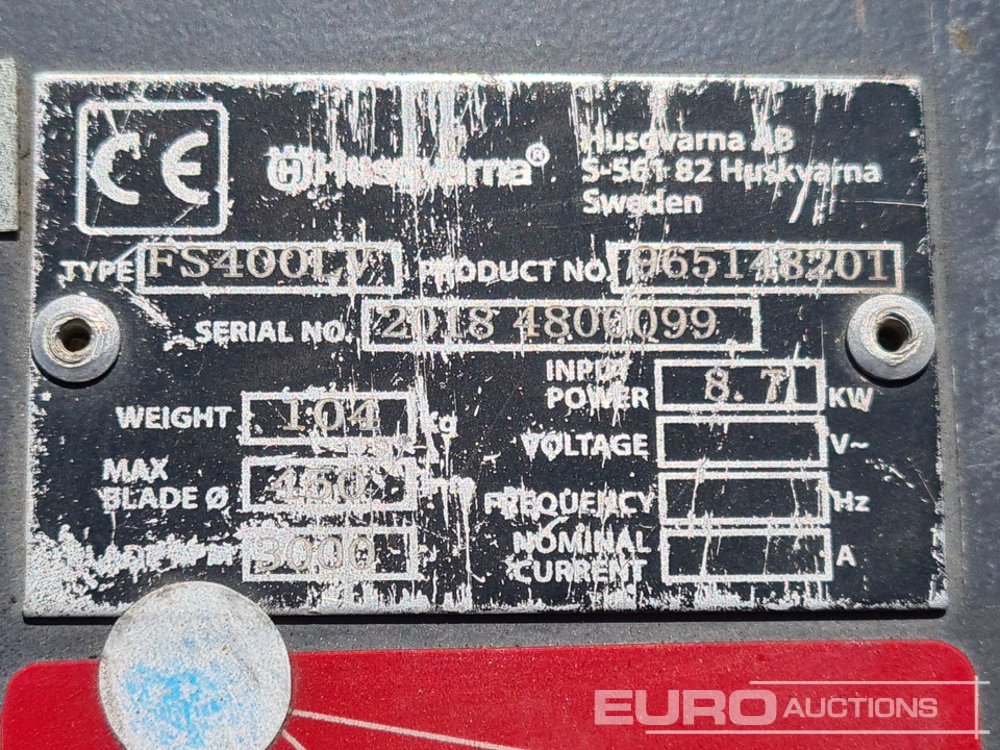 CE Husqvarna® Husqvarna AB
S-561 82 Huskvarna
Sweden
TYPE FS400LV PRODUCT NO. 965148201
SERIAL NO. 2018 4800099
WEIGHT 104 kg
MAX
BLADE Ø 450 mm
3000
INPUT
POWER 8.7 KW
VOLTAGE V~
FREQUENCY Hz
NOMINAL
CURRENT A
EURO AUCTIONS